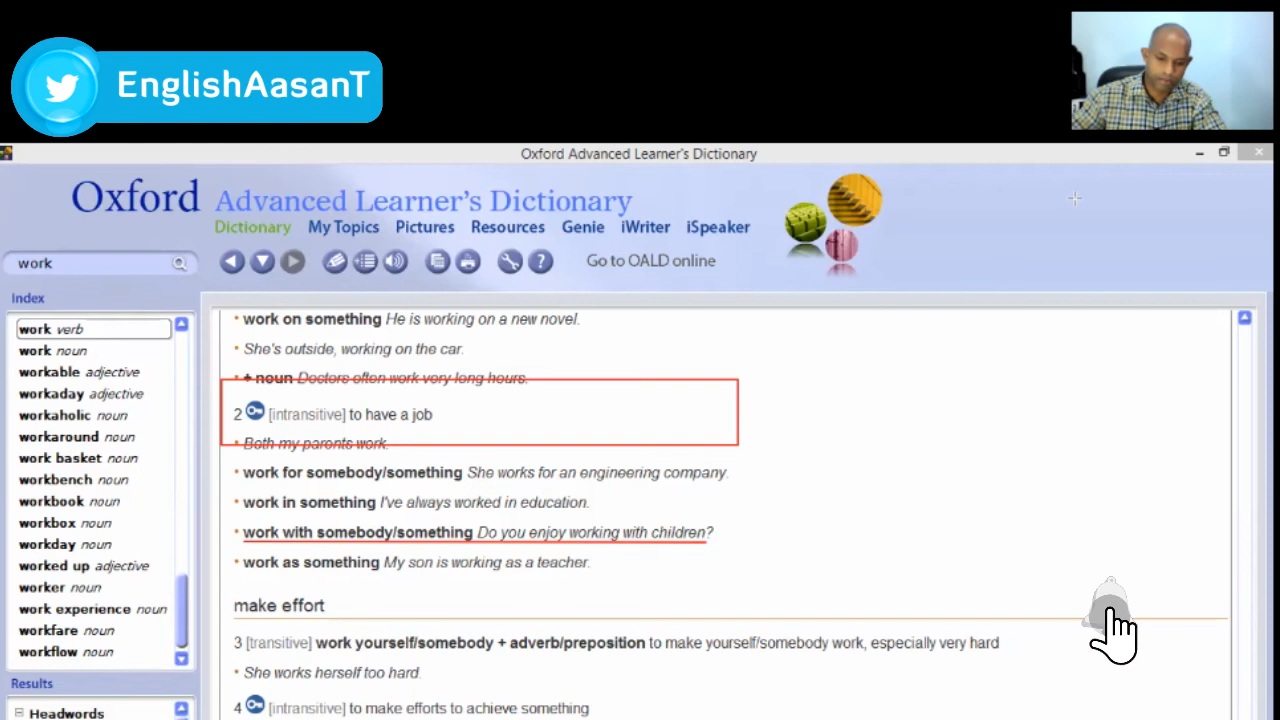 EnglishAasanT
Oxford Advanced Learner's Dictionary
Oxford Advanced Learner's Dictionary
Dictionary My Topics Pictures Resources Genie iWriter iSpeaker
work
Go to OALD online
Index
work verb
work noun
workable adjective
workaday adjective
workaholic noun
workaround noun
work basket noun
workbench noun
workbook noun
workbox noun
workday noun
worked up adjective
worker noun
work experience noun
workfare noun
workflow noun
Results
Headwords
• work on something He is working on a new novel.
• She's outside, working on the car.
• + noun Doctors often work very long hours.
2 [intransitive] to have a job
• Both my parents work.
• work for somebody/something She works for an engineering company.
• work in something I've always worked in education.
• work with somebody/something Do you enjoy working with children?
• work as something My son is working as a teacher.
make effort
3 [transitive] work yourself/somebody + adverb/preposition to make yourself/somebody work, especially very hard
• She works herself too hard.
4 [intransitive] to make efforts to achieve something